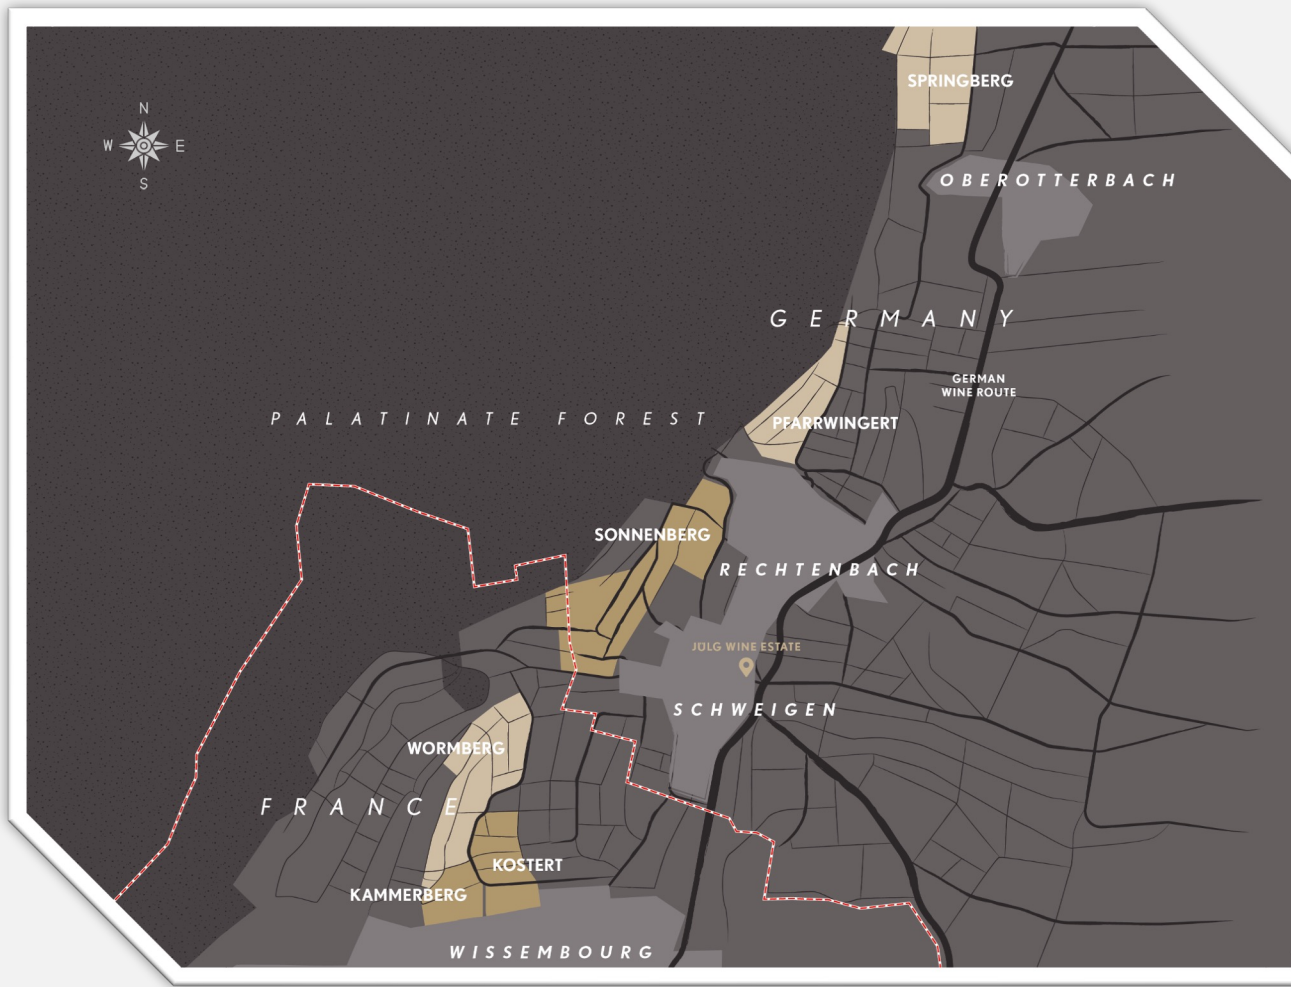 SPRINGBERG
N
W E
S
OBEROTTERBACH
GERMANY
GERMAN
WINE ROUTE
PALATINATE FOREST
PFARRWINGERT
SONNENBERG
RECHTENBACH
JÜLG WINE ESTATE
SCHWEIGEN
WORMBERG
FRANCE
KOSTERT
KAMMERBERG
WISSEMBOURG